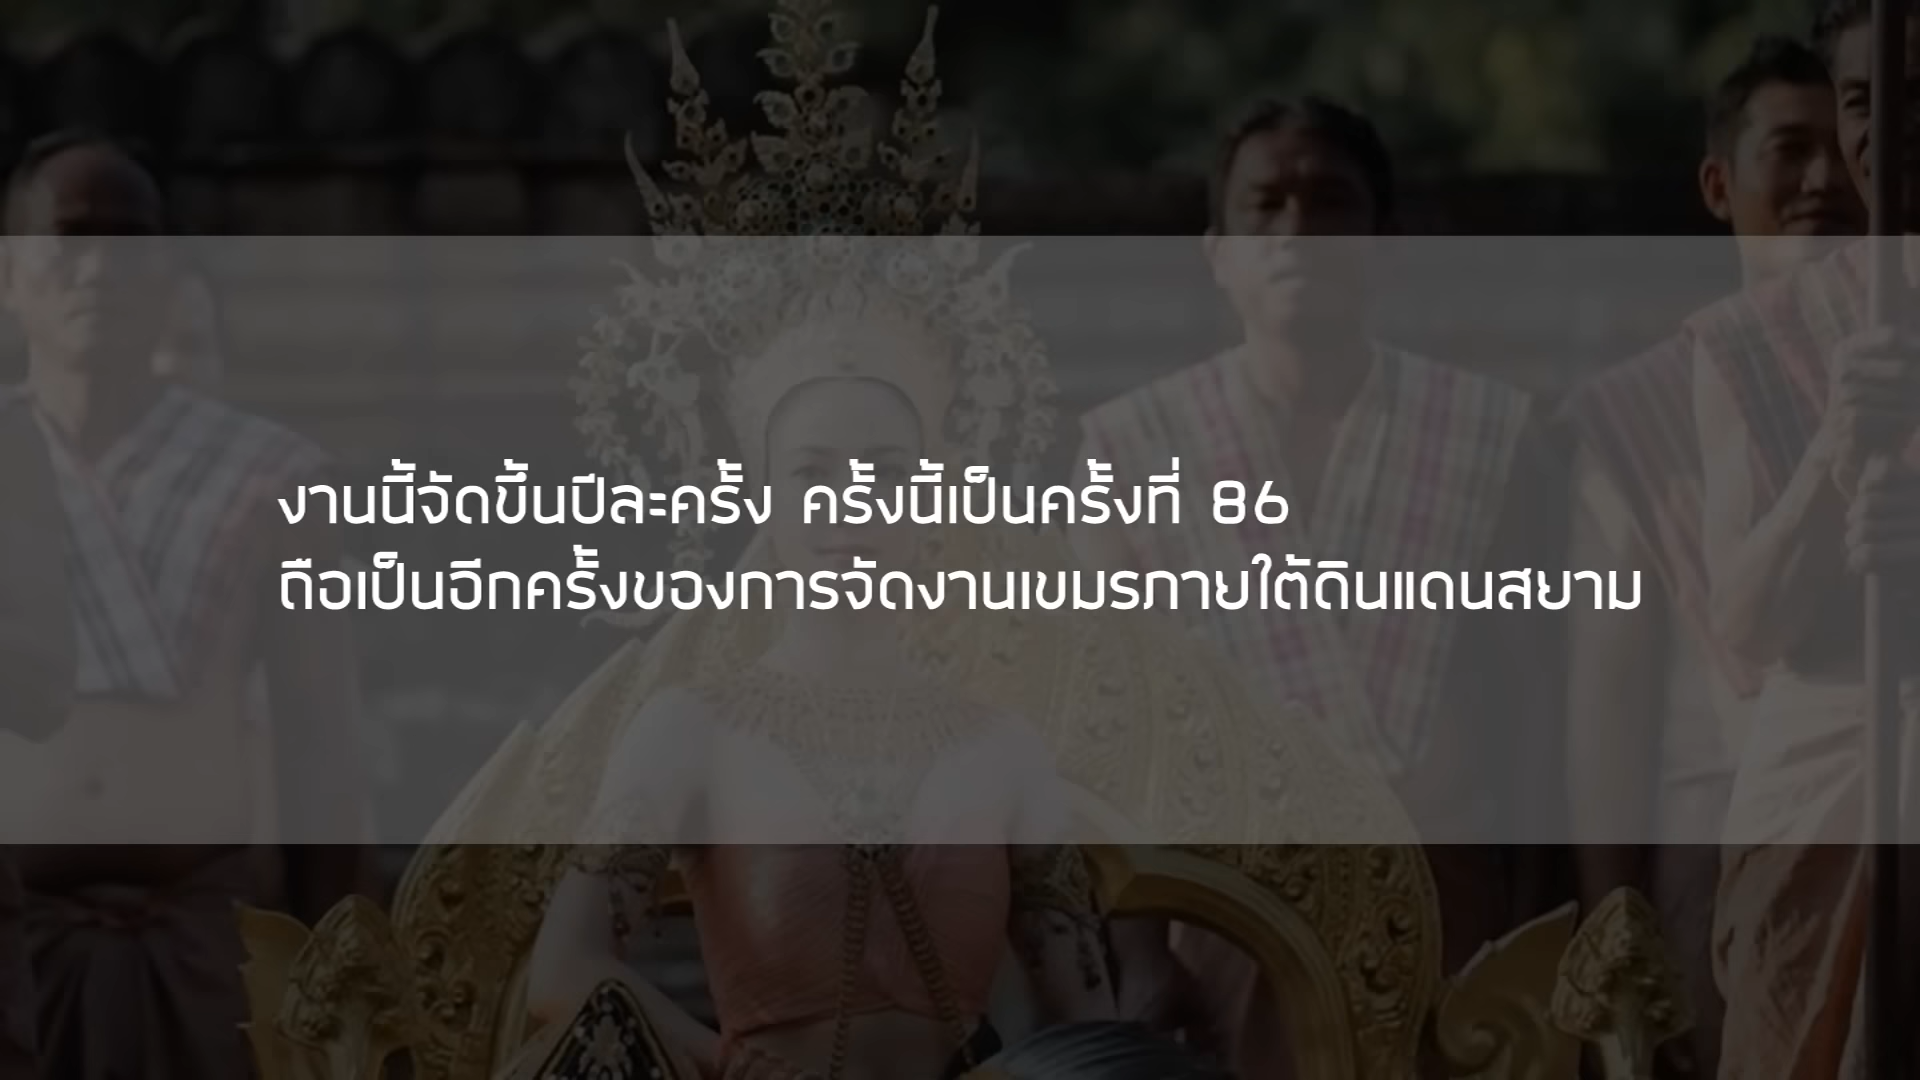 งานนี้จัดขึ้นปีละครั้ง ครั้งนี้เป็นครั้งที่ 86
ถือเป็นอีกครั้งของการจัดงานเขมรภายใต้ดินแดนสยาม